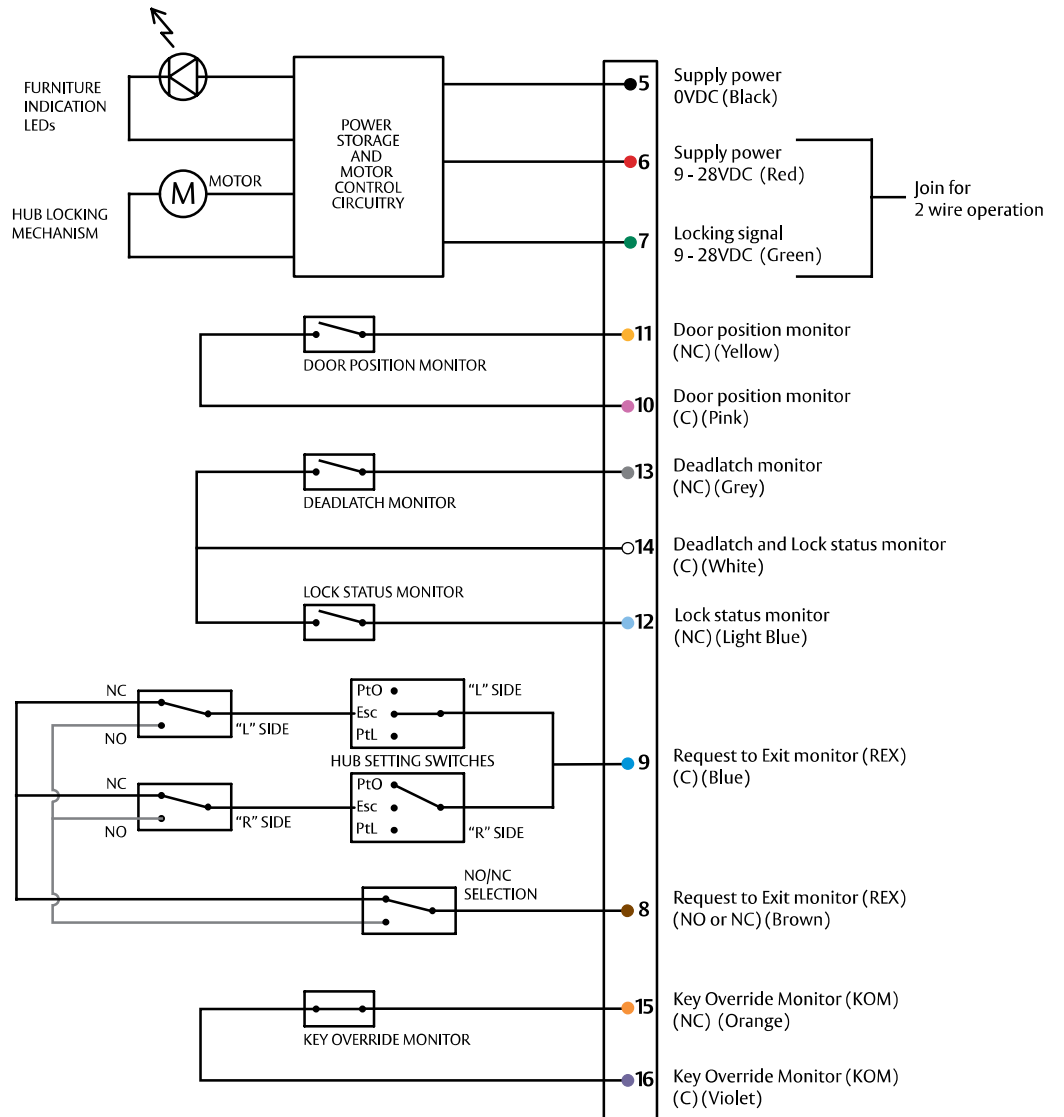 FURNITURE
INDICATION
LEDs
POWER
STORAGE
AND
MOTOR
CONTROL
CIRCUITRY
M
MOTOR
HUB LOCKING
MECHANISM
5
Supply power
0VDC (Black)
6
Supply power
9 - 28VDC (Red)
7
Locking signal
9 - 28VDC (Green)
Join for
2 wire operation
11
Door position monitor
(NC) (Yellow)
DOOR POSITION MONITOR
10
Door position monitor
(C) (Pink)
13
Deadlatch monitor
(NC) (Grey)
DEADLATCH MONITOR
14
Deadlatch and Lock status monitor
(C) (White)
LOCK STATUS MONITOR
12
Lock status monitor
(NC) (Light Blue)
NC
NO
"L" SIDE
PtO
Esc
PtL
"L" SIDE
HUB SETTING SWITCHES
9
Request to Exit monitor (REX)
(C) (Blue)
NC
NO
"R" SIDE
PtO
Esc
PtL
"R" SIDE
NO/NC
SELECTION
8
Request to Exit monitor (REX)
(NO or NC) (Brown)
15
Key Override Monitor (KOM)
(NC) (Orange)
KEY OVERRIDE MONITOR
16
Key Override Monitor (KOM)
(C) (Violet)